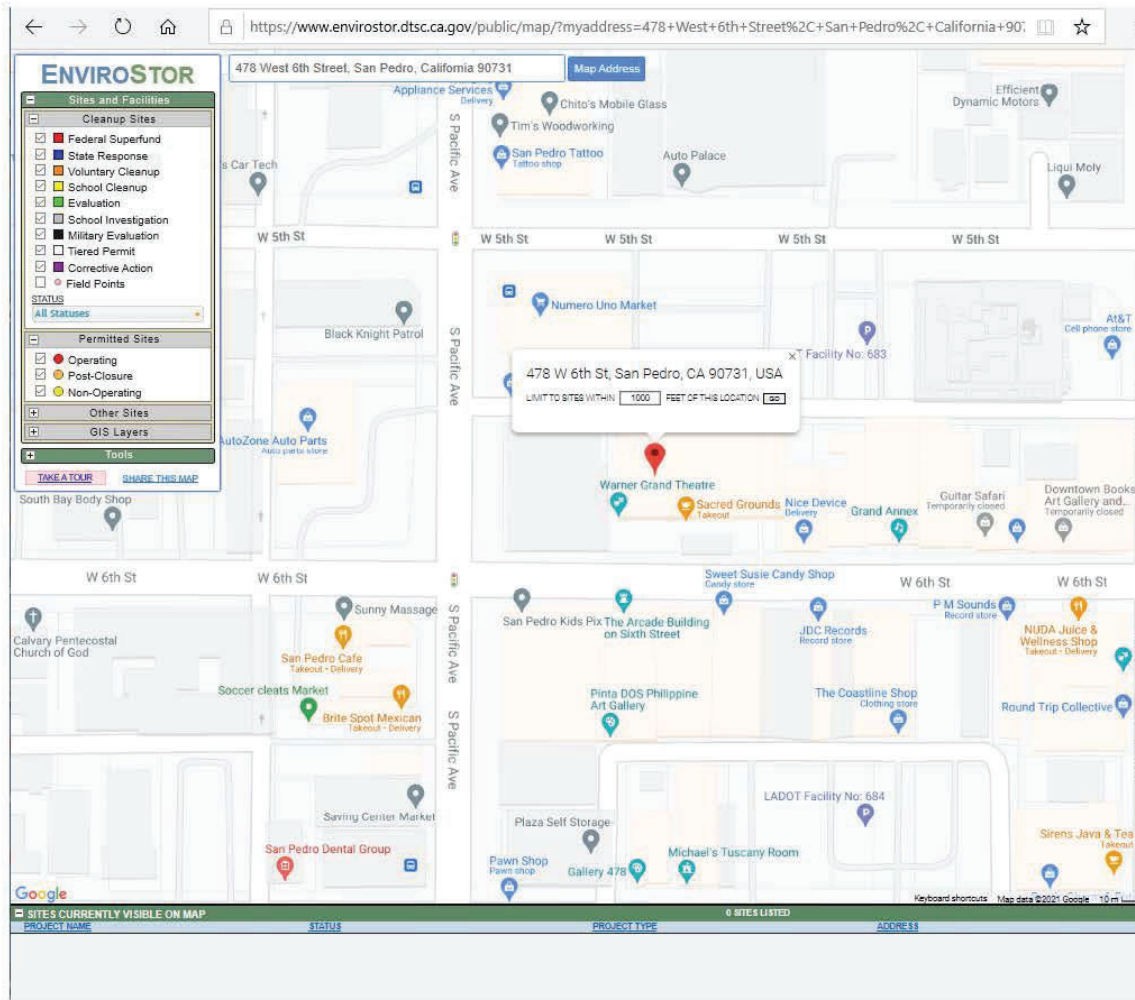 https://www.envirostor.dtsc.ca.gov/public/map/?myaddress=478+West+6th+Street%2C+San+Pedro%2C+California+907
ENVIROSTOR
478 West 6th Street, San Pedro, California 90731
Map Address
Sites and Facilities
Cleanup Sites
Federal Superfund
State Response
Voluntary Cleanup
School Cleanup
Evaluation
School Investigation
Military Evaluation
Tiered Permit
Corrective Action
Field Points
STATUS
All Statuses
Permitted Sites
Operating
Post-Closure
Non-Operating
Other Sites
GIS Layers
Tools
TAKE A TOUR
SHARE THIS MAP
Appliance Services
Delivery
Chito's Mobile Glass
Tim's Woodworking
San Pedro Tattoo
Tattoo shop
Auto Palace
Efficient
Dynamic Motors
Liqui Moly
s Car Tech
S Pacific Ave
W 5th St
W 5th St
W 5th St
W 5th St
W 5th St
Numero Uno Market
Black Knight Patrol
S Pacific Ave
T Facility No: 683
At&T
Cell phone store
478 W 6th St, San Pedro, CA 90731, USA
LIMIT TO SITES WITHIN 1000 FEET OF THIS LOCATION GO
AutoZone Auto Parts
Auto parts store
South Bay Body Shop
Warner Grand Theatre
Sacred Grounds
Takeout
Nice Device
Delivery
Grand Annex
Guitar Safari
Temporarily closed
Downtown Books
Art Gallery and...
Temporarily closed
W 6th St
W 6th St
W 6th St
W 6th St
Sweet Susie Candy Shop
Candy store
Sunny Massage
S Pacific Ave
San Pedro Kids Pix
The Arcade Building
on Sixth Street
JDC Records
Record store
P M Sounds
Record store
NUDA Juice &
Wellness Shop
Takeout • Delivery
Calvary Pentecostal
Church of God
San Pedro Cafe
Takeout • Delivery
Soccer cleats Market
Brite Spot Mexican
Takeout • Delivery
S Pacific Ave
Pinta DOS Philippine
Art Gallery
The Coastline Shop
Clothing store
Round Trip Collective
LADOT Facility No: 684
Saving Center Market
Plaza Self Storage
San Pedro Dental Group
Pawn Shop
Pawn shop
Gallery 478
Michael's Tuscany Room
Sirens Java & Tea
Takeout
Google
Keyboard shortcuts
Map data ©2021 Google
10 m
SITES CURRENTLY VISIBLE ON MAP
0 SITES LISTED
PROJECT NAME
STATUS
PROJECT TYPE
ADDRESS